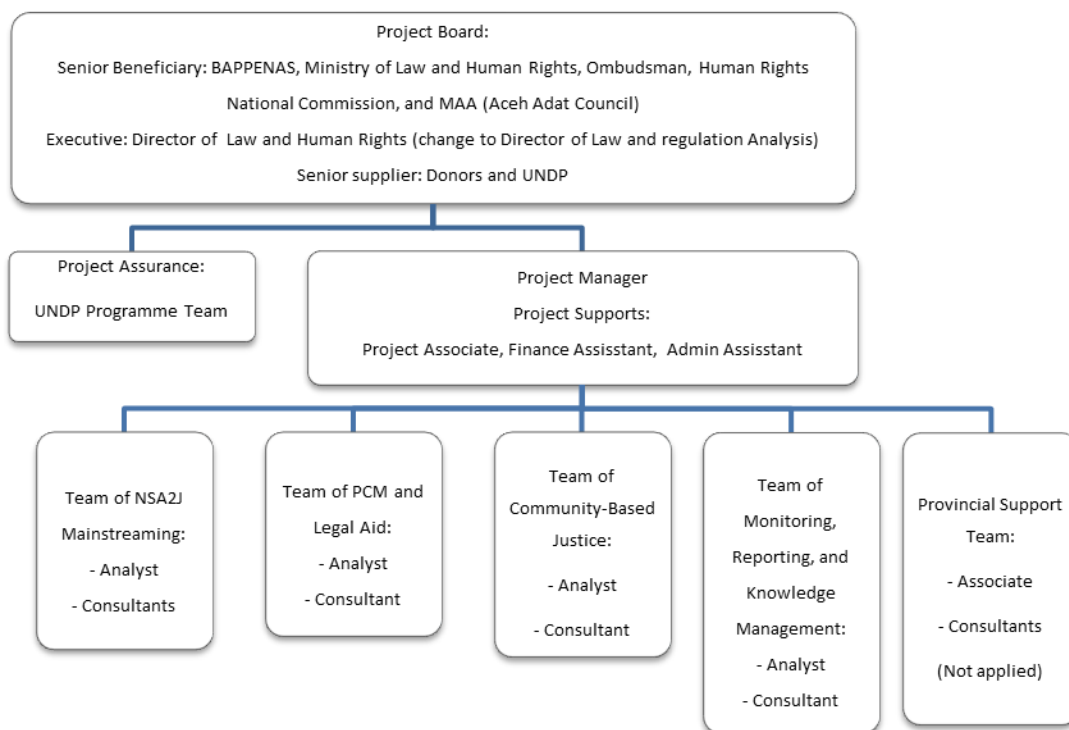 Project Board:
Senior Beneficiary: BAPPENAS, Ministry of Law and Human Rights, Ombudsman, Human Rights
National Commission, and MAA (Aceh Adat Council)
Executive: Director of Law and Human Rights (change to Director of Law and regulation Analysis)
Senior supplier: Donors and UNDP
Project Assurance:
UNDP Programme Team
Project Manager
Project Supports:
Project Associate, Finance Assisstant, Admin Assisstant
Team of NSA2J
Mainstreaming:
- Analyst
- Consultants
Team of PCM and
Legal Aid:
- Analyst
- Consultant
Team of
Community-Based
Justice:
- Analyst
- Consultant
Team of
Monitoring,
Reporting, and
Knowledge
Management:
- Analyst
- Consultant
Provincial Support
Team:
- Associate
- Consultants
(Not applied)